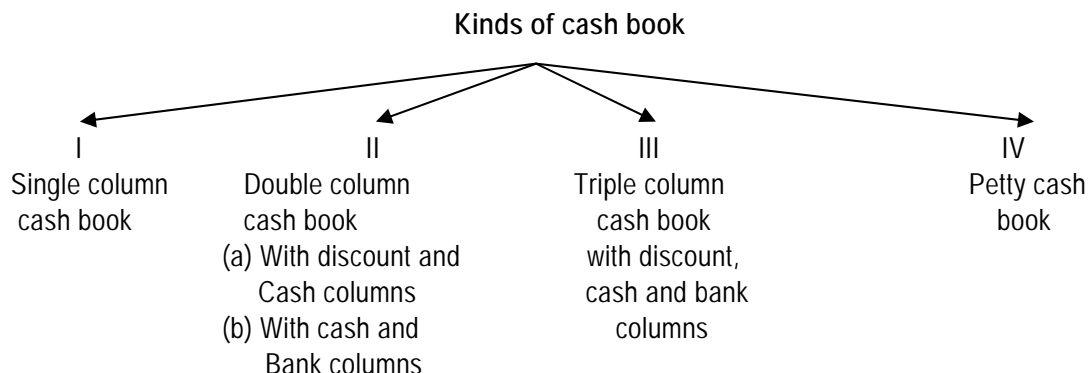 Kinds of cash book
I
Single column
cash book
II
Double column
cash book
(a) With discount and
Cash columns
(b) With cash and
Bank columns
III
Triple column
cash book
with discount,
cash and bank
columns
IV
Petty cash
book